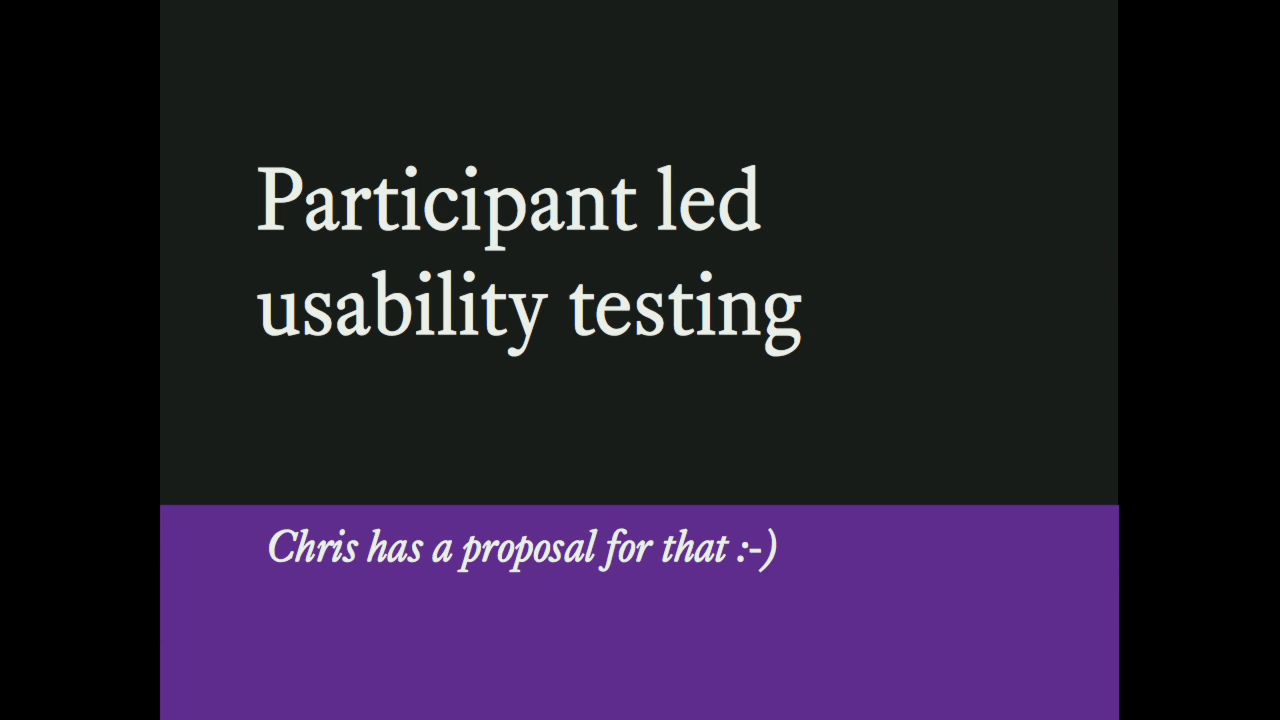 Participant led
usability testing
Chris has a proposal for that :-)